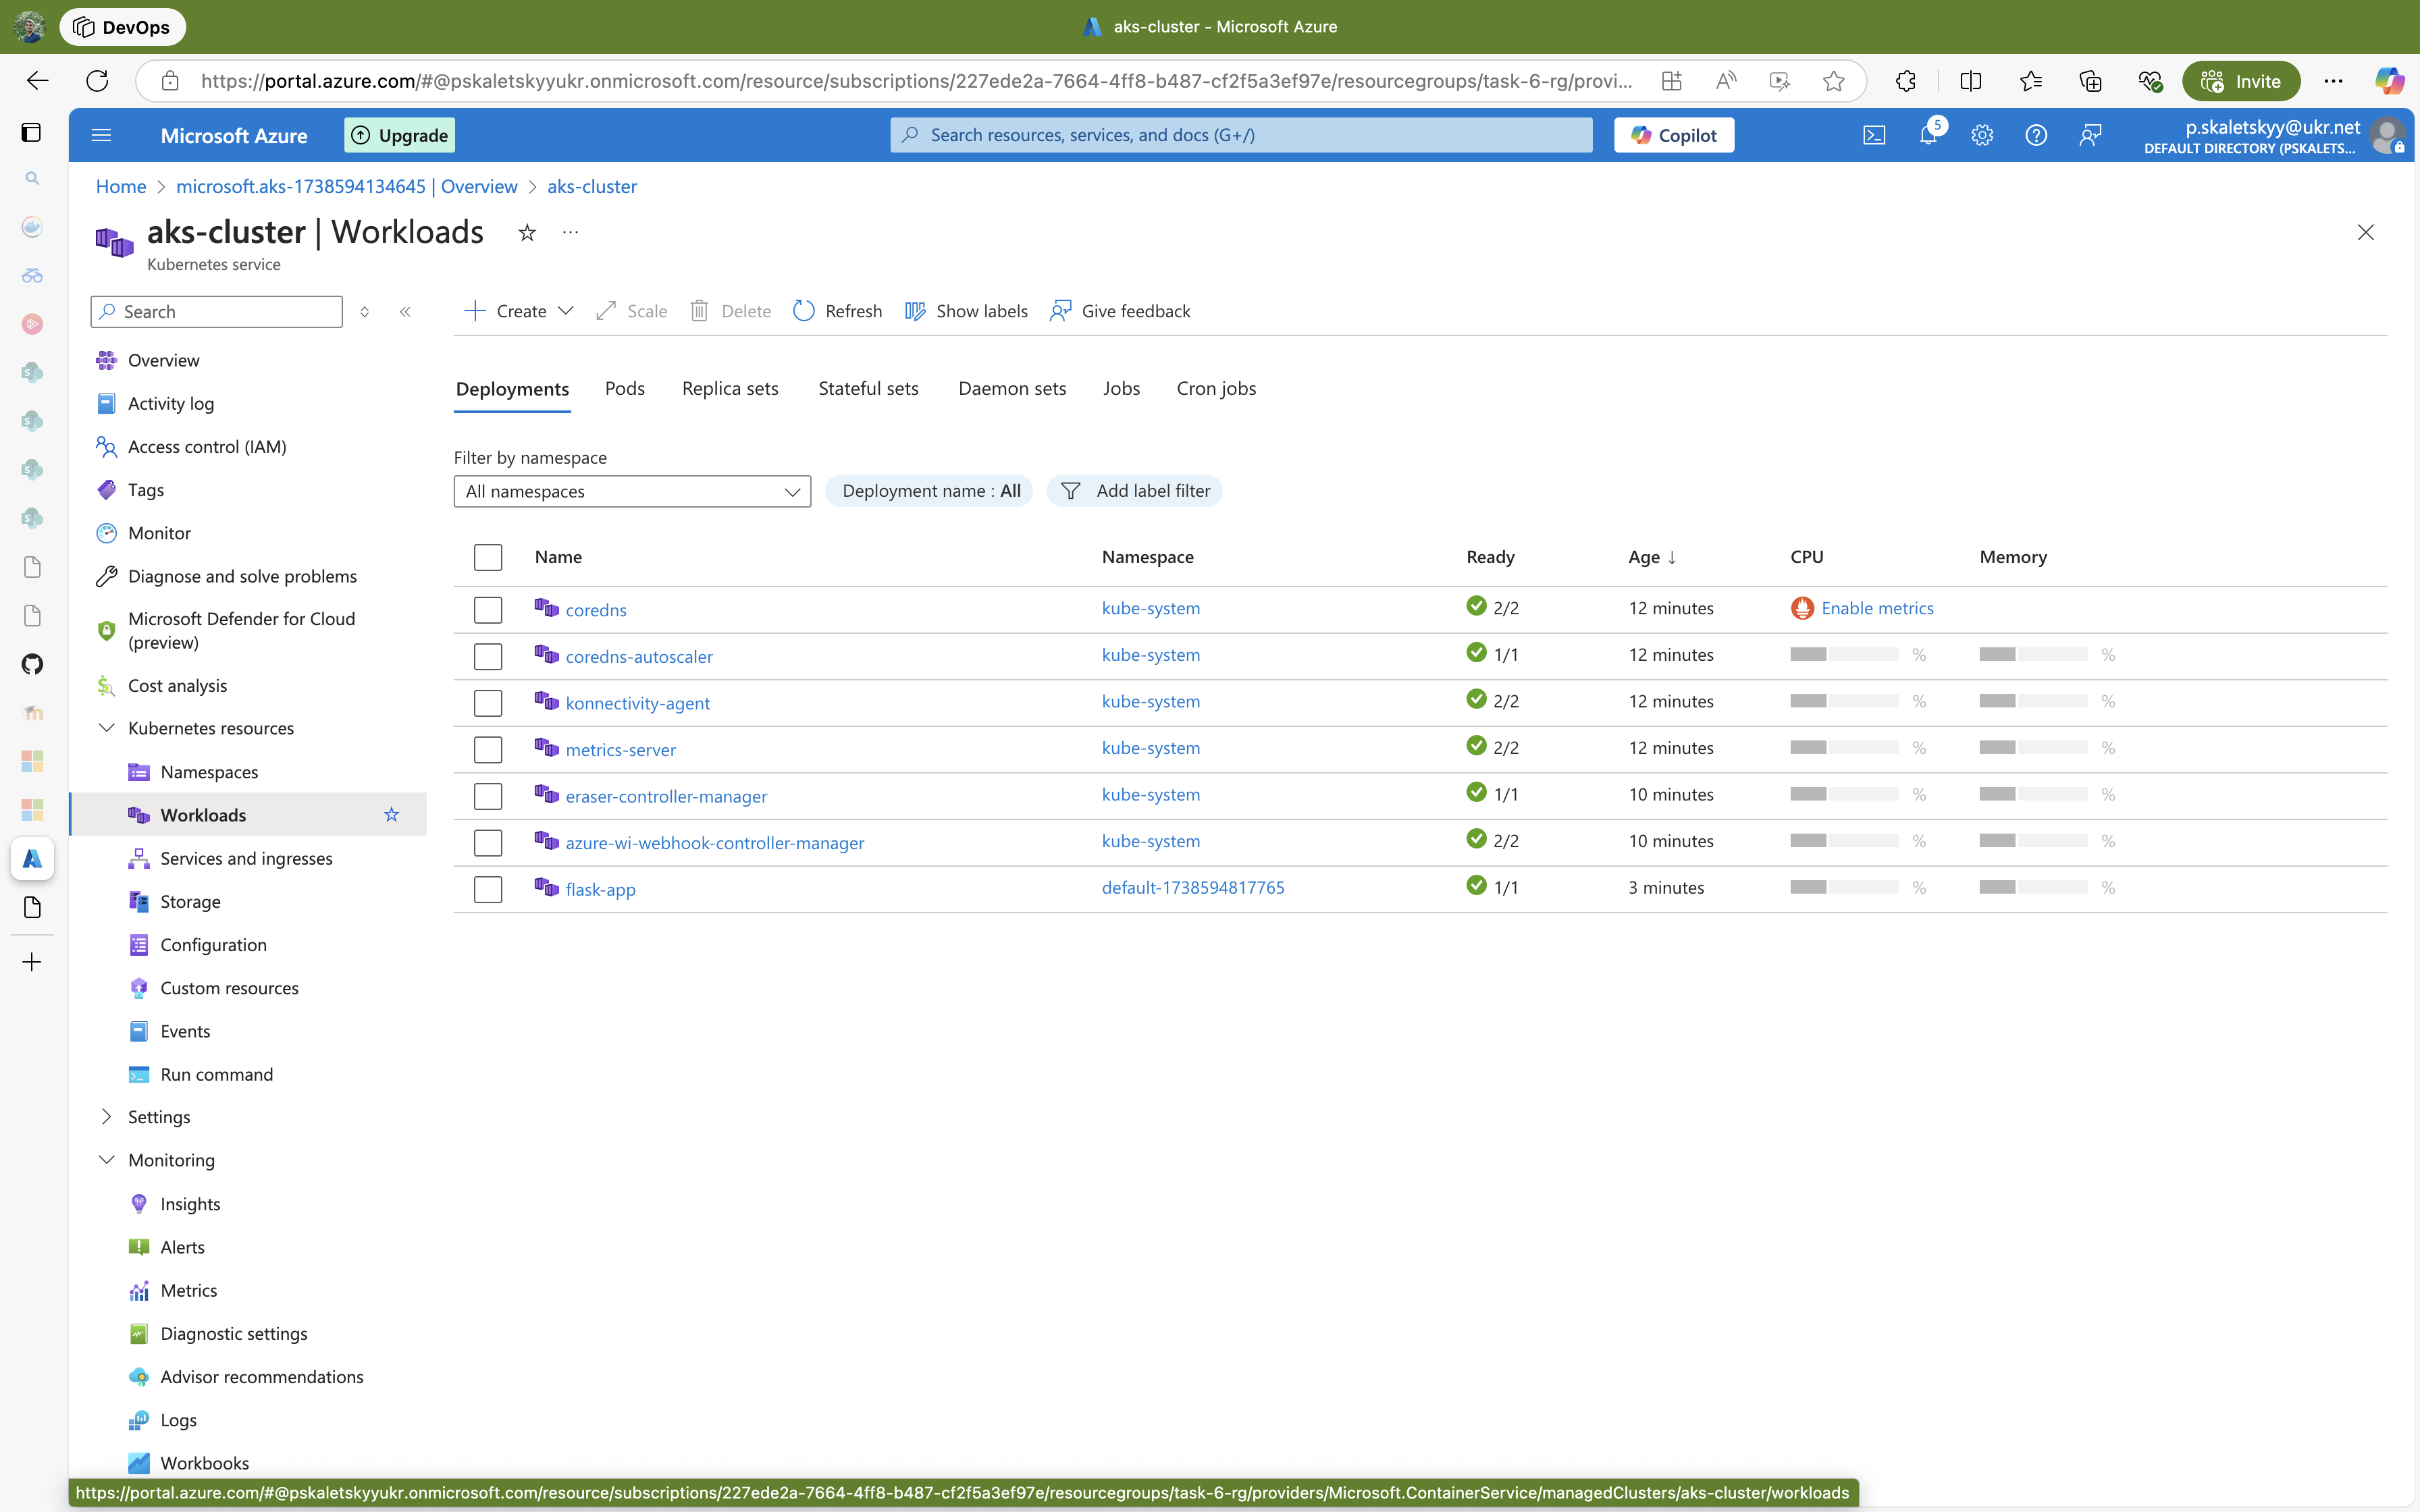 DevOps
aks-cluster - Microsoft Azure
https://portal.azure.com/#@pskaletskyyukr.onmicrosoft.com/resource/subscriptions/227ede2a-7664-4ff8-b487-cf2f5a3ef97e/resourcegroups/task-6-rg/provi...
Invite
Microsoft Azure
Upgrade
Search resources, services, and docs (G+/)
Copilot
5
p.skaletskyy@ukr.net
DEFAULT DIRECTORY (PSKALETS...
Home > microsoft.aks-1738594134645 | Overview > aks-cluster
aks-cluster | Workloads
Kubernetes service
Search
Create
Scale
Delete
Refresh
Show labels
Give feedback
Overview
Activity log
Access control (IAM)
Tags
Monitor
Diagnose and solve problems
Microsoft Defender for Cloud
(preview)
Cost analysis
Kubernetes resources
Namespaces
Workloads
Services and ingresses
Storage
Configuration
Custom resources
Events
Run command
Settings
Monitoring
Insights
Alerts
Metrics
Diagnostic settings
Advisor recommendations
Logs
Workbooks
Deployments Pods Replica sets Stateful sets Daemon sets Jobs Cron jobs
Filter by namespace
All namespaces
Deployment name : All
Add label filter
Name Namespace Ready Age ↓ CPU Memory
coredns kube-system 2/2 12 minutes Enable metrics
coredns-autoscaler kube-system 1/1 12 minutes % %
konnectivity-agent kube-system 2/2 12 minutes % %
metrics-server kube-system 2/2 12 minutes % %
eraser-controller-manager kube-system 1/1 10 minutes % %
azure-wi-webhook-controller-manager kube-system 2/2 10 minutes % %
flask-app default-1738594817765 1/1 3 minutes % %
https://portal.azure.com/#@pskaletskyyukr.onmicrosoft.com/resource/subscriptions/227ede2a-7664-4ff8-b487-cf2f5a3ef97e/resourcegroups/task-6-rg/providers/Microsoft.ContainerService/managedClusters/aks-cluster/workloads